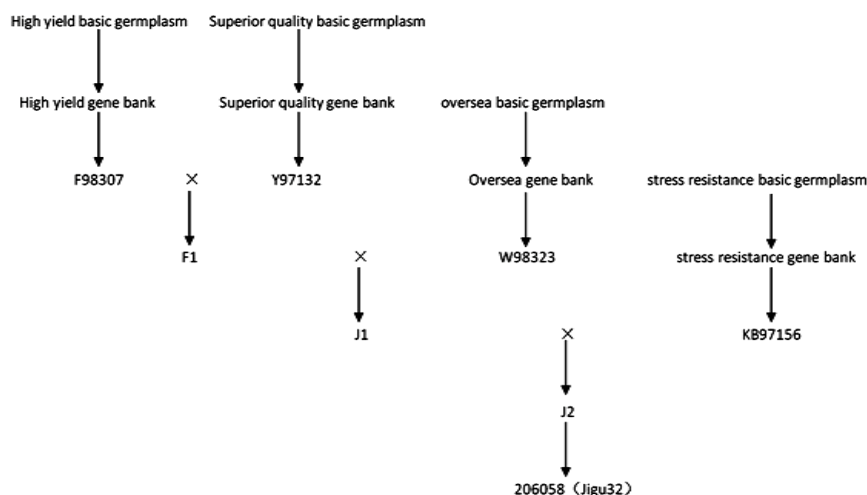 High yield basic germplasm Superior quality basic germplasm
High yield gene bank Superior quality gene bank oversea basic germplasm
F98307 × Y97132 Oversea gene bank stress resistance basic germplasm
F1 × W98323 stress resistance gene bank
J1 × KB97156
J2
206058（Jigu32）